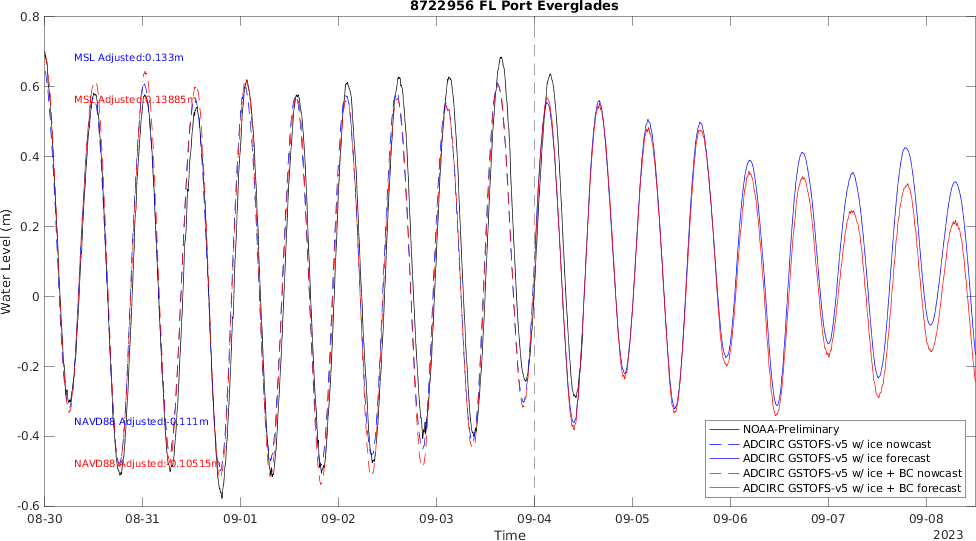 8722956 FL Port Everglades
0.8
0.6
0.4
0.2
0
-0.2
-0.4
-0.6
Water Level (m)
MSL Adjusted:0.133m
MSL Adjusted:0.13885m
NAVD88 Adjusted:-0.111m
NAVD88 Adjusted:-0.10515m
NOAA-Preliminary
ADCIRC GSTOFS-v5 w/ ice nowcast
ADCIRC GSTOFS-v5 w/ ice forecast
ADCIRC GSTOFS-v5 w/ ice + BC nowcast
ADCIRC GSTOFS-v5 w/ ice + BC forecast
08-30 08-31 09-01 09-02 09-03 09-04 09-05 09-06 09-07 09-08
Time
2023